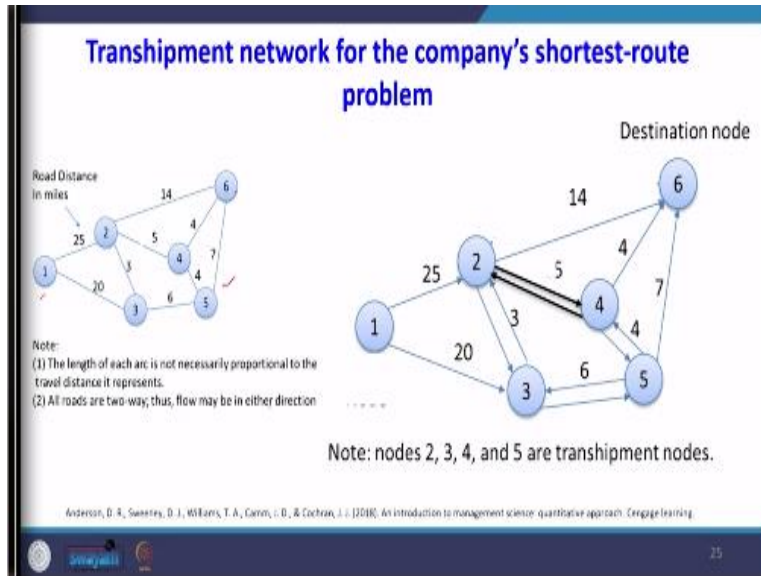 Transhipment network for the company's shortest-route
problem
Destination node
Road Distance
In miles
14
6
25
2
5
4
4
7
1
3
4
20
3
6
5
14
6
25
2
5
4
4
7
1
3
4
20
6
3
5
Note:
(1) The length of each arc is not necessarily proportional to the
travel distance it represents.
(2) All roads are two-way; thus, flow may be in either direction
Note: nodes 2, 3, 4, and 5 are transhipment nodes.
Anderson, D. R., Sweeney, D. J., Williams, T. A., Camm, J. D., & Cochran, J. J. (2018). An introduction to management science: quantitative approach. Cengage learning.
swayam
25